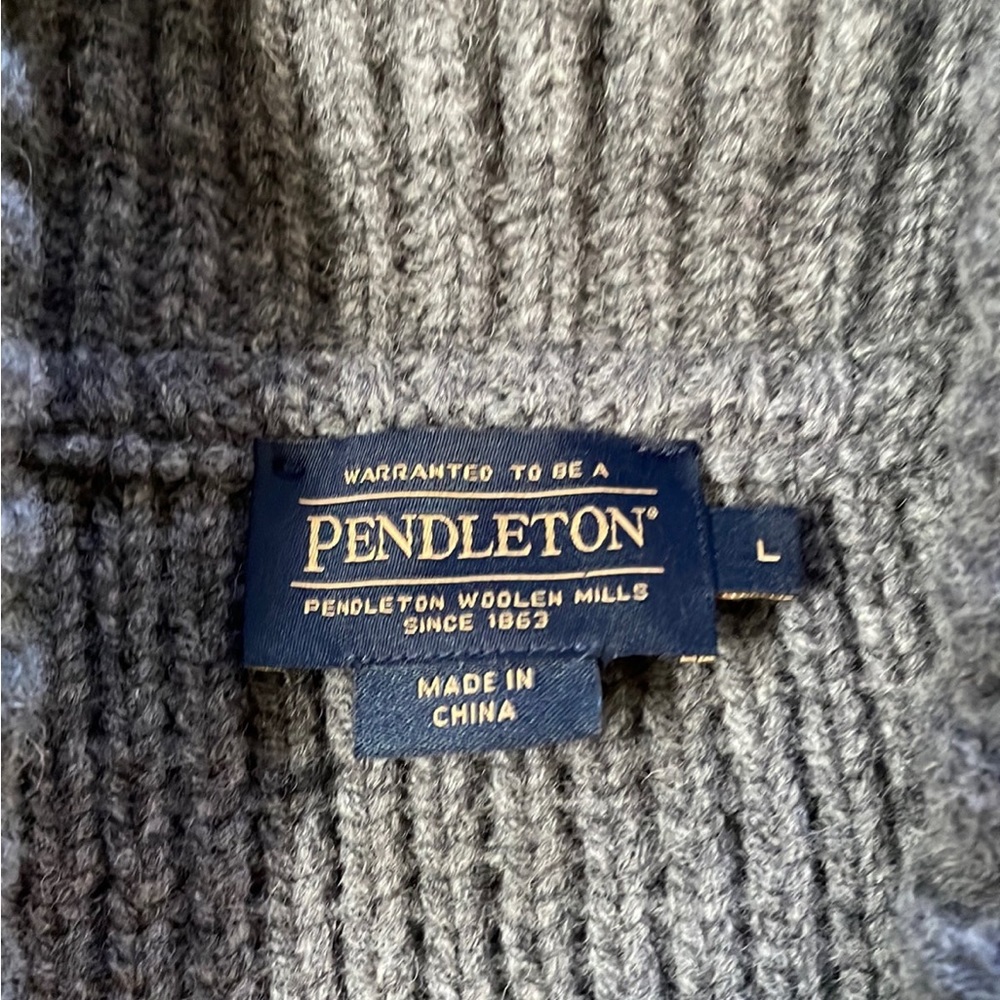 WARRANTED TO BE A
PENDLETON®
PENDLETON WOOLEN MILLS
SINCE 1863
L
MADE IN
CHINA